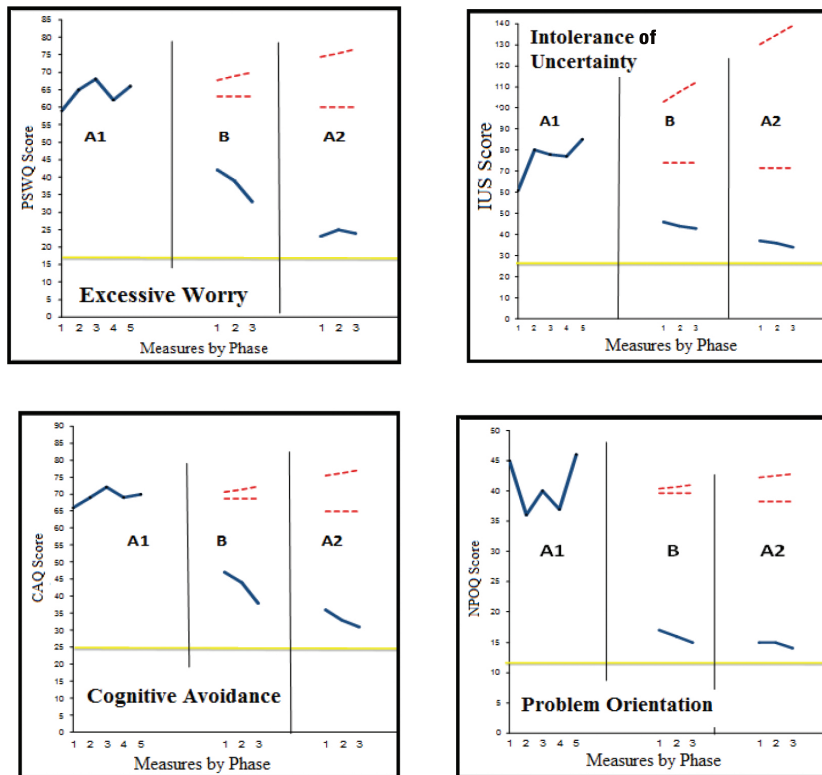 85
80
75
70
65
60
55
50
45
40
35
30
25
20
15
10
5
0
PSWQ Score
A1
B
A2
Excessive Worry
1 2 3 4 5 1 2 3 1 2 3
Measures by Phase
140
130
120
110
100
90
80
70
60
50
40
30
20
10
0
IUS Score
Intolerance of
Uncertainty
A1
B
A2
1 2 3 4 5 1 2 3 1 2 3
Measures by Phase
90
85
80
75
70
65
60
55
50
45
40
35
30
25
20
15
10
5
0
CAQ Score
A1
B
A2
Cognitive Avoidance
1 2 3 4 5 1 2 3 1 2 3
Measures by Phase
50
45
40
35
30
25
20
15
10
5
0
NPOQ Score
A1
B
A2
Problem Orientation
1 2 3 4 5 1 2 3 1 2 3
Measures by Phase